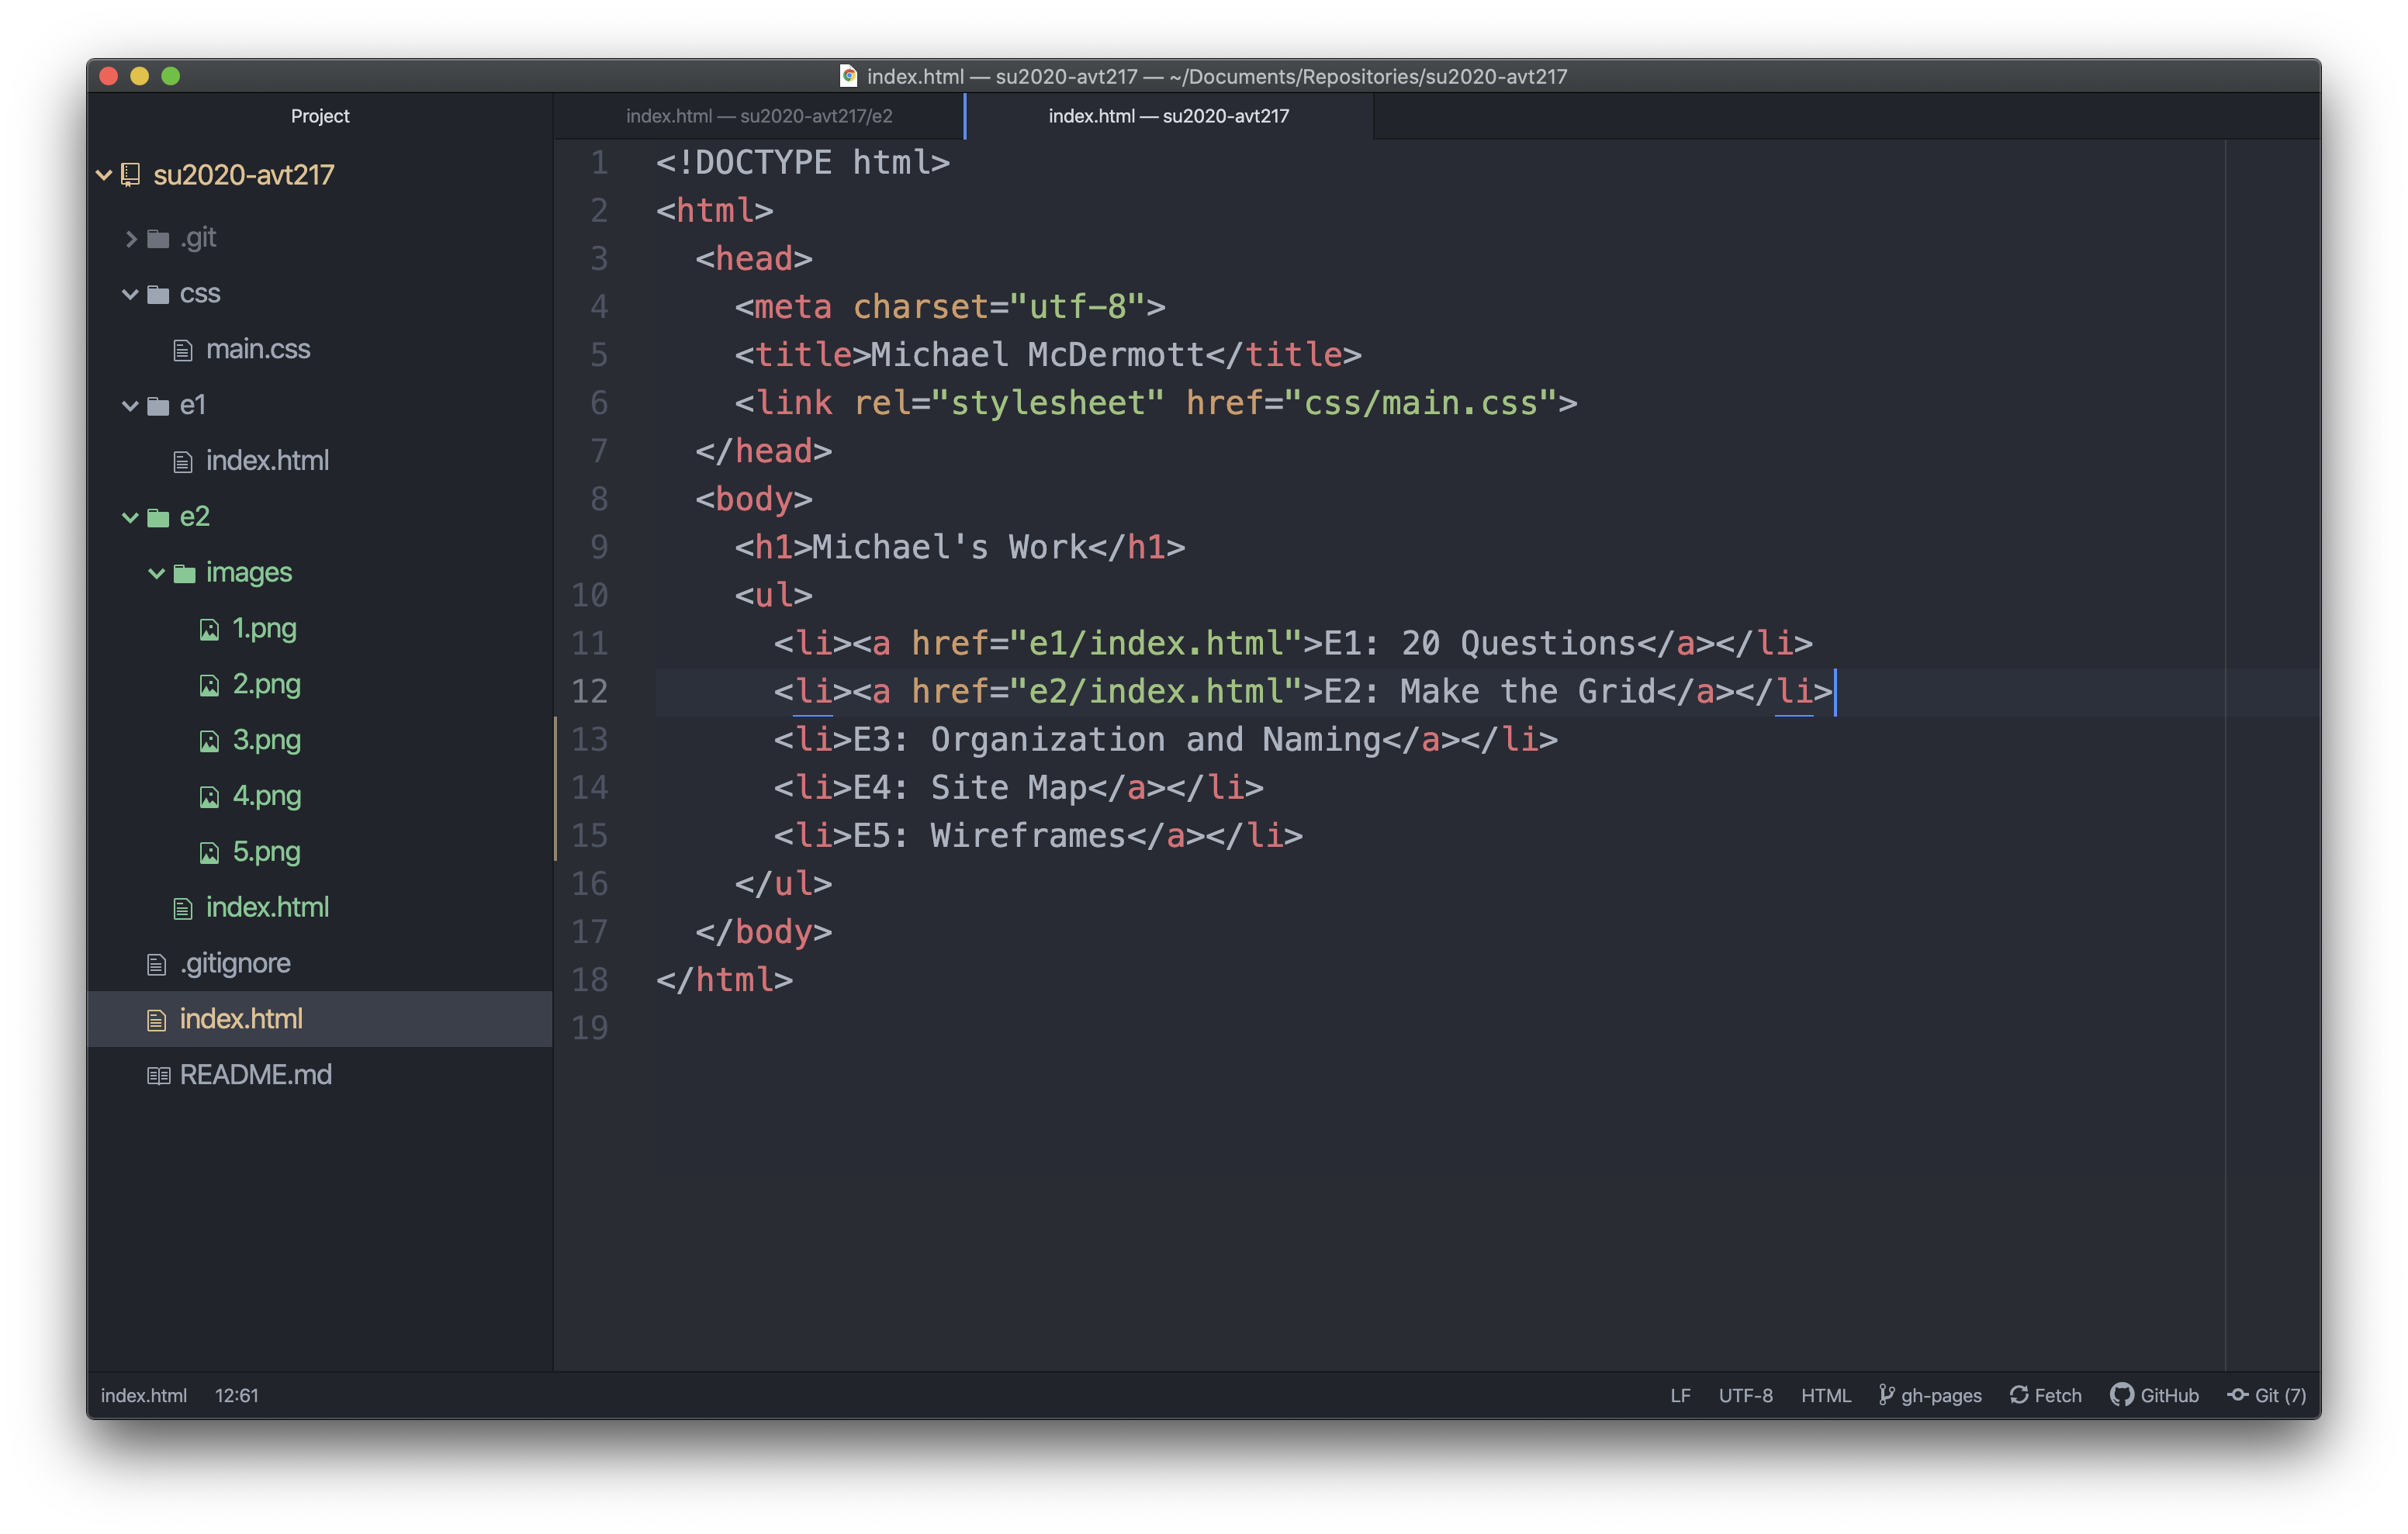 index.html — su2020-avt217 — ~/Documents/Repositories/su2020-avt217
Project
su2020-avt217
.git
css
main.css
e1
index.html
e2
images
1.png
2.png
3.png
4.png
5.png
index.html
.gitignore
index.html
README.md
index.html — su2020-avt217/e2
index.html — su2020-avt217
1 <!DOCTYPE html>
2 <html>
3   <head>
4     <meta charset="utf-8">
5     <title>Michael McDermott</title>
6     <link rel="stylesheet" href="css/main.css">
7   </head>
8   <body>
9     <h1>Michael's Work</h1>
10     <ul>
11       <li><a href="e1/index.html">E1: 20 Questions</a></li>
12       <li><a href="e2/index.html">E2: Make the Grid</a></li>
13       <li>E3: Organization and Naming</a></li>
14       <li>E4: Site Map</a></li>
15       <li>E5: Wireframes</a></li>
16     </ul>
17   </body>
18 </html>
19
index.html 12:61 LF UTF-8 HTML gh-pages Fetch GitHub Git (7)